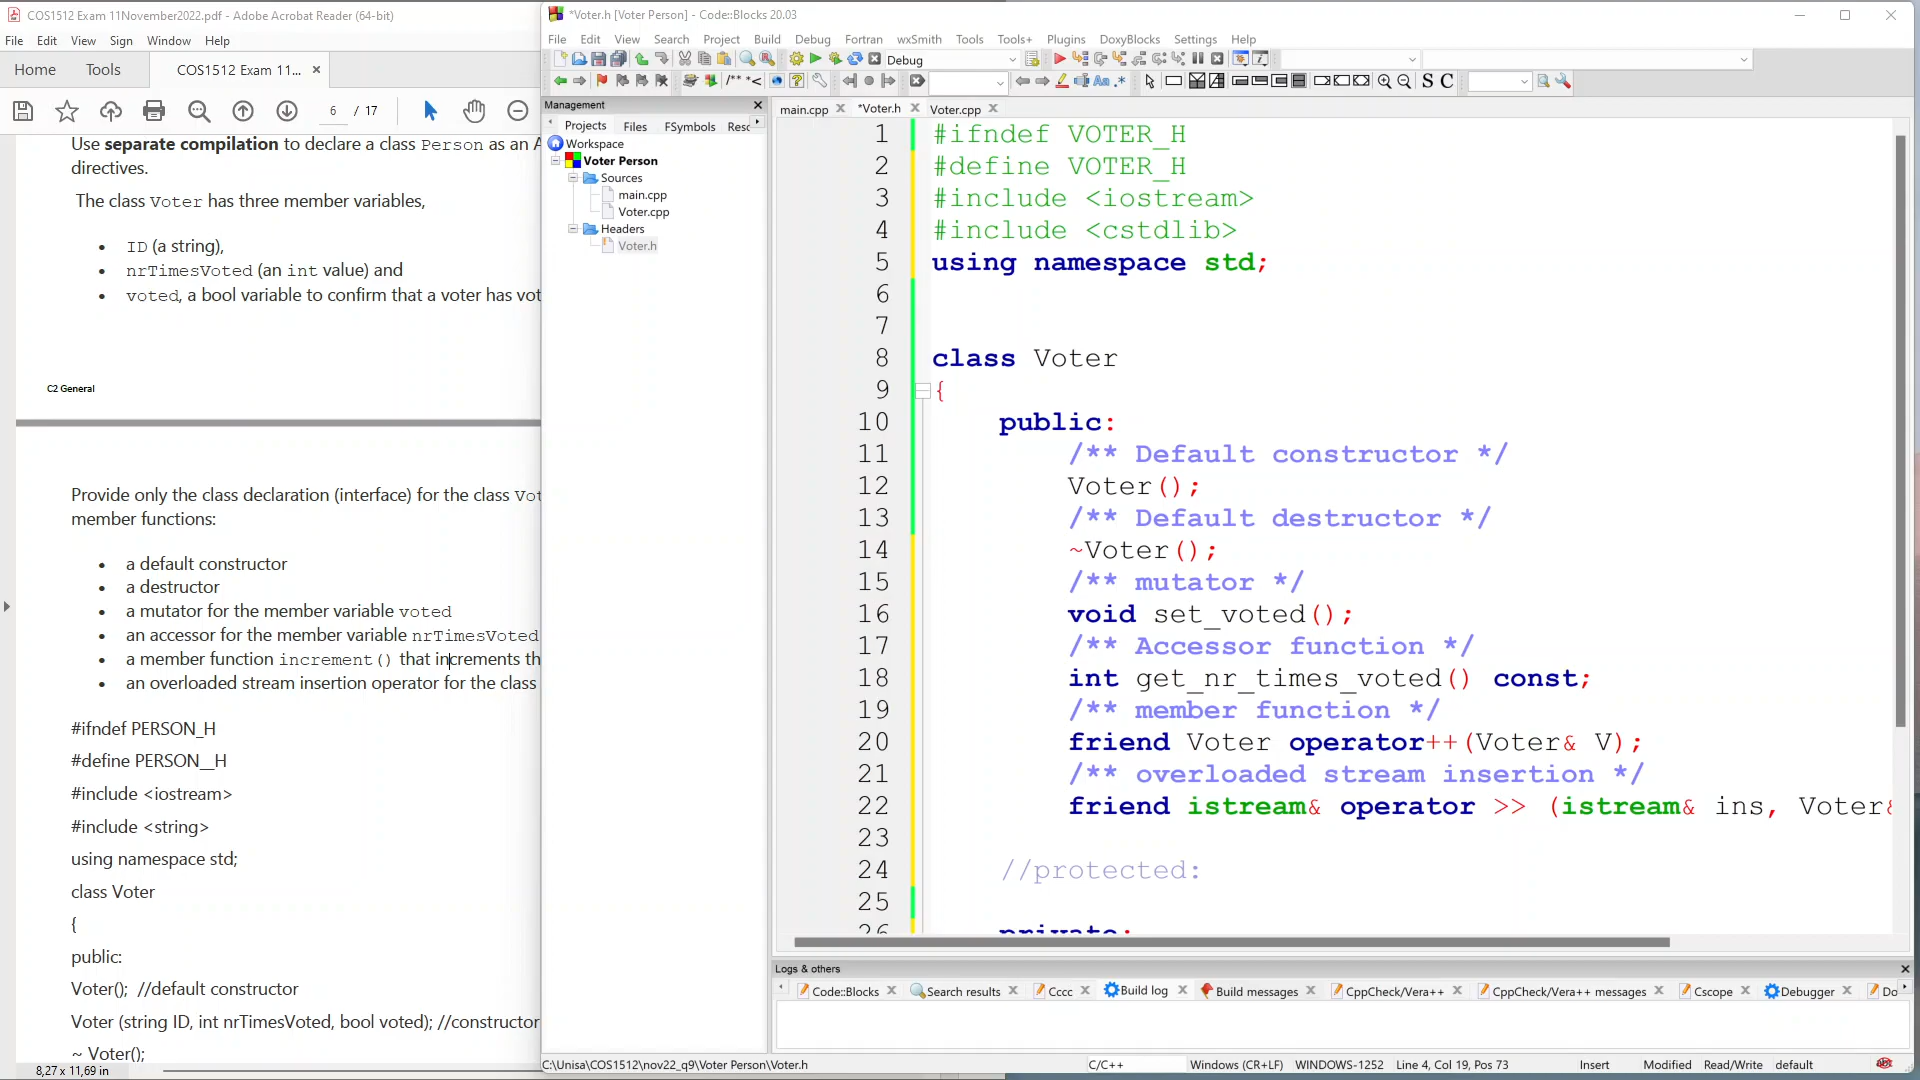 COS1512 Exam 11November2022.pdf - Adobe Acrobat Reader (64-bit)
File Edit View Sign Window Help
Home Tools COS1512 Exam 11... ×
6 / 17
Use separate compilation to declare a class Person as an A
directives.
The class Voter has three member variables,
• ID (a string),
• nrTimesVoted (an int value) and
• voted, a bool variable to confirm that a voter has vot
C2 General
Provide only the class declaration (interface) for the class Vot
member functions:
• a default constructor
• a destructor
• a mutator for the member variable voted
• an accessor for the member variable nrTimesVoted
• a member function increment() that increments th
• an overloaded stream insertion operator for the class
#ifndef PERSON_H
#define PERSON__H
#include <iostream>
#include <string>
using namespace std;
class Voter
{
public:
Voter(); //default constructor
Voter (string ID, int nrTimesVoted, bool voted); //constructor
~ Voter();
8,27 x 11,69 in
*Voter.h [Voter Person] - Code::Blocks 20.03
File Edit View Search Project Build Debug Fortran wxSmith Tools Tools+ Plugins DoxyBlocks Settings Help
Debug
/** *< Aa .* S C
Management
Projects Files FSymbols Resc
Workspace
Voter Person
Sources
main.cpp
Voter.cpp
Headers
Voter.h
main.cpp *Voter.h Voter.cpp
1 #ifndef VOTER_H
2 #define VOTER_H
3 #include <iostream>
4 #include <cstdlib>
5 using namespace std;
6
7
8 class Voter
9 {
10 public:
11 /** Default constructor */
12 Voter();
13 /** Default destructor */
14 ~Voter();
15 /** mutator */
16 void set_voted();
17 /** Accessor function */
18 int get_nr_times_voted() const;
19 /** member function */
20 friend Voter operator++(Voter& V);
21 /** overloaded stream insertion */
22 friend istream& operator >> (istream& ins, Voter&
23
24 //protected:
25
26 private:
Logs & others
Code::Blocks Search results Cccc Build log Build messages CppCheck/Vera++ CppCheck/Vera++ messages Cscope Debugger Do
C:\Unisa\COS1512\nov22_q9\Voter Person\Voter.h C/C++ Windows (CR+LF) WINDOWS-1252 Line 4, Col 19, Pos 73 Insert Modified Read/Write default